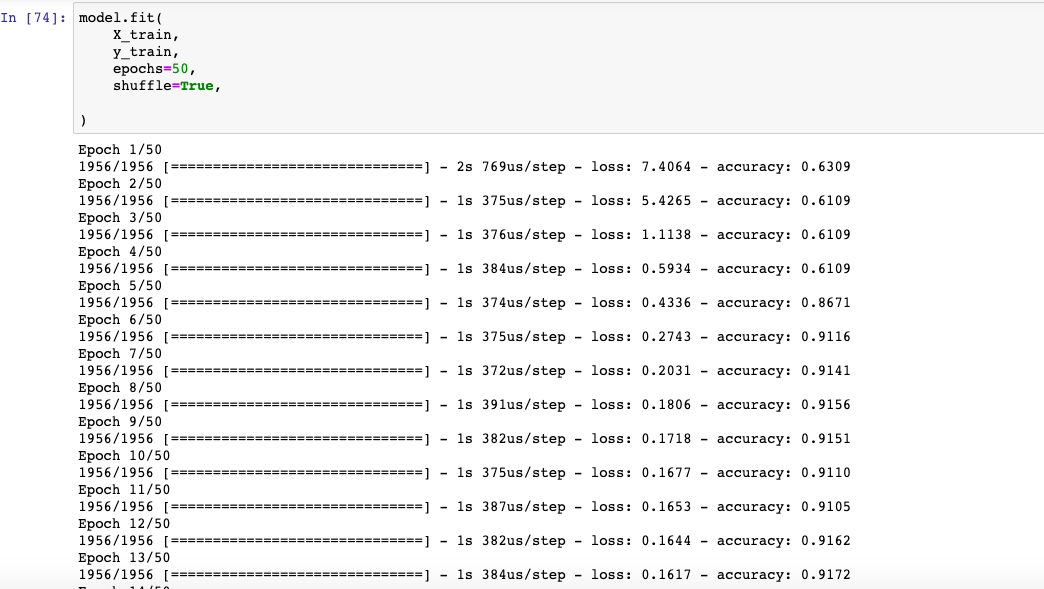 In [74]: model.fit(
X_train,
y_train,
epochs=50,
shuffle=True,
)
Epoch 1/50
1956/1956 [==============================] - 2s 769us/step - loss: 7.4064 - accuracy: 0.6309
Epoch 2/50
1956/1956 [==============================] - 1s 375us/step - loss: 5.4265 - accuracy: 0.6109
Epoch 3/50
1956/1956 [==============================] - 1s 376us/step - loss: 1.1138 - accuracy: 0.6109
Epoch 4/50
1956/1956 [==============================] - 1s 384us/step - loss: 0.5934 - accuracy: 0.6109
Epoch 5/50
1956/1956 [==============================] - 1s 374us/step - loss: 0.4336 - accuracy: 0.8671
Epoch 6/50
1956/1956 [==============================] - 1s 375us/step - loss: 0.2743 - accuracy: 0.9116
Epoch 7/50
1956/1956 [==============================] - 1s 372us/step - loss: 0.2031 - accuracy: 0.9141
Epoch 8/50
1956/1956 [==============================] - 1s 391us/step - loss: 0.1806 - accuracy: 0.9156
Epoch 9/50
1956/1956 [==============================] - 1s 382us/step - loss: 0.1718 - accuracy: 0.9151
Epoch 10/50
1956/1956 [==============================] - 1s 375us/step - loss: 0.1677 - accuracy: 0.9110
Epoch 11/50
1956/1956 [==============================] - 1s 387us/step - loss: 0.1653 - accuracy: 0.9105
Epoch 12/50
1956/1956 [==============================] - 1s 382us/step - loss: 0.1644 - accuracy: 0.9162
Epoch 13/50
1956/1956 [==============================] - 1s 384us/step - loss: 0.1617 - accuracy: 0.9172